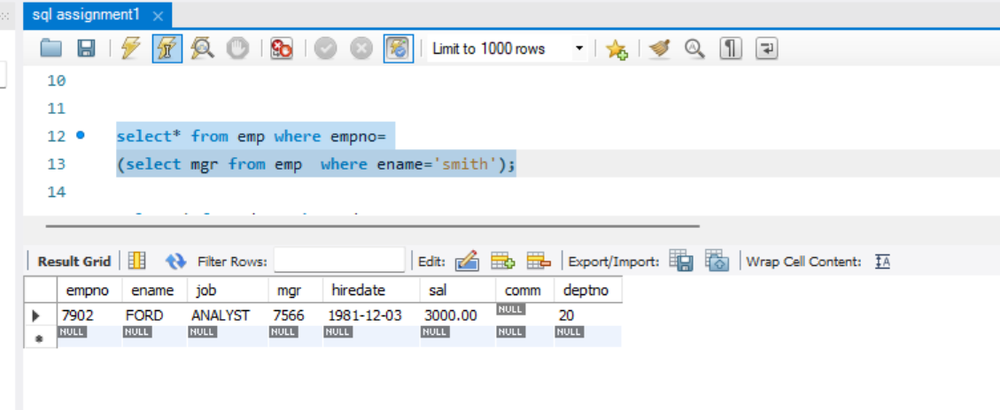 sql assignment1
Limit to 1000 rows
10
11
12 select* from emp where empno=
13 (select mgr from emp  where ename='smith');
14
Result Grid Filter Rows: Edit: Export/Import: Wrap Cell Content:
empno ename job mgr hiredate sal comm deptno
7902 FORD ANALYST 7566 1981-12-03 3000.00 NULL 20
NULL NULL NULL NULL NULL NULL NULL NULL